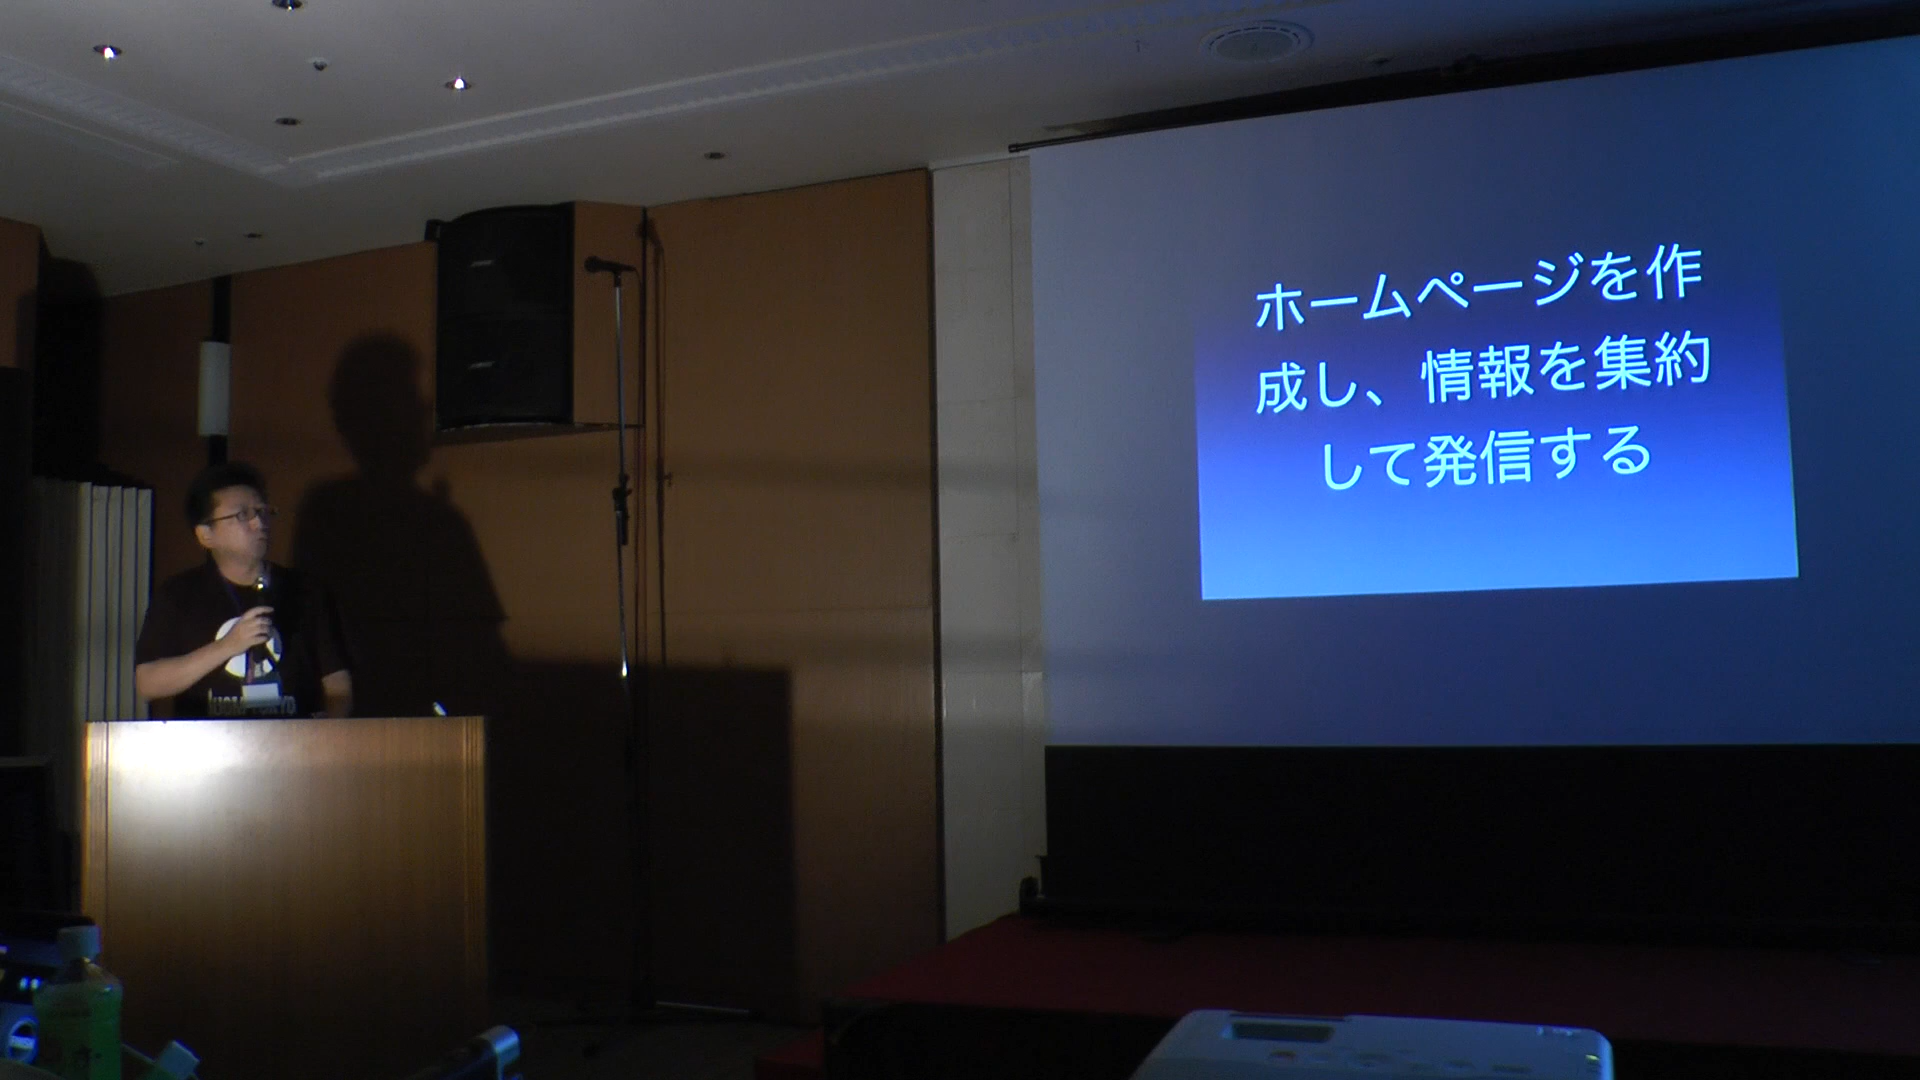 ホームページを作
成し、情報を集約
して発信する